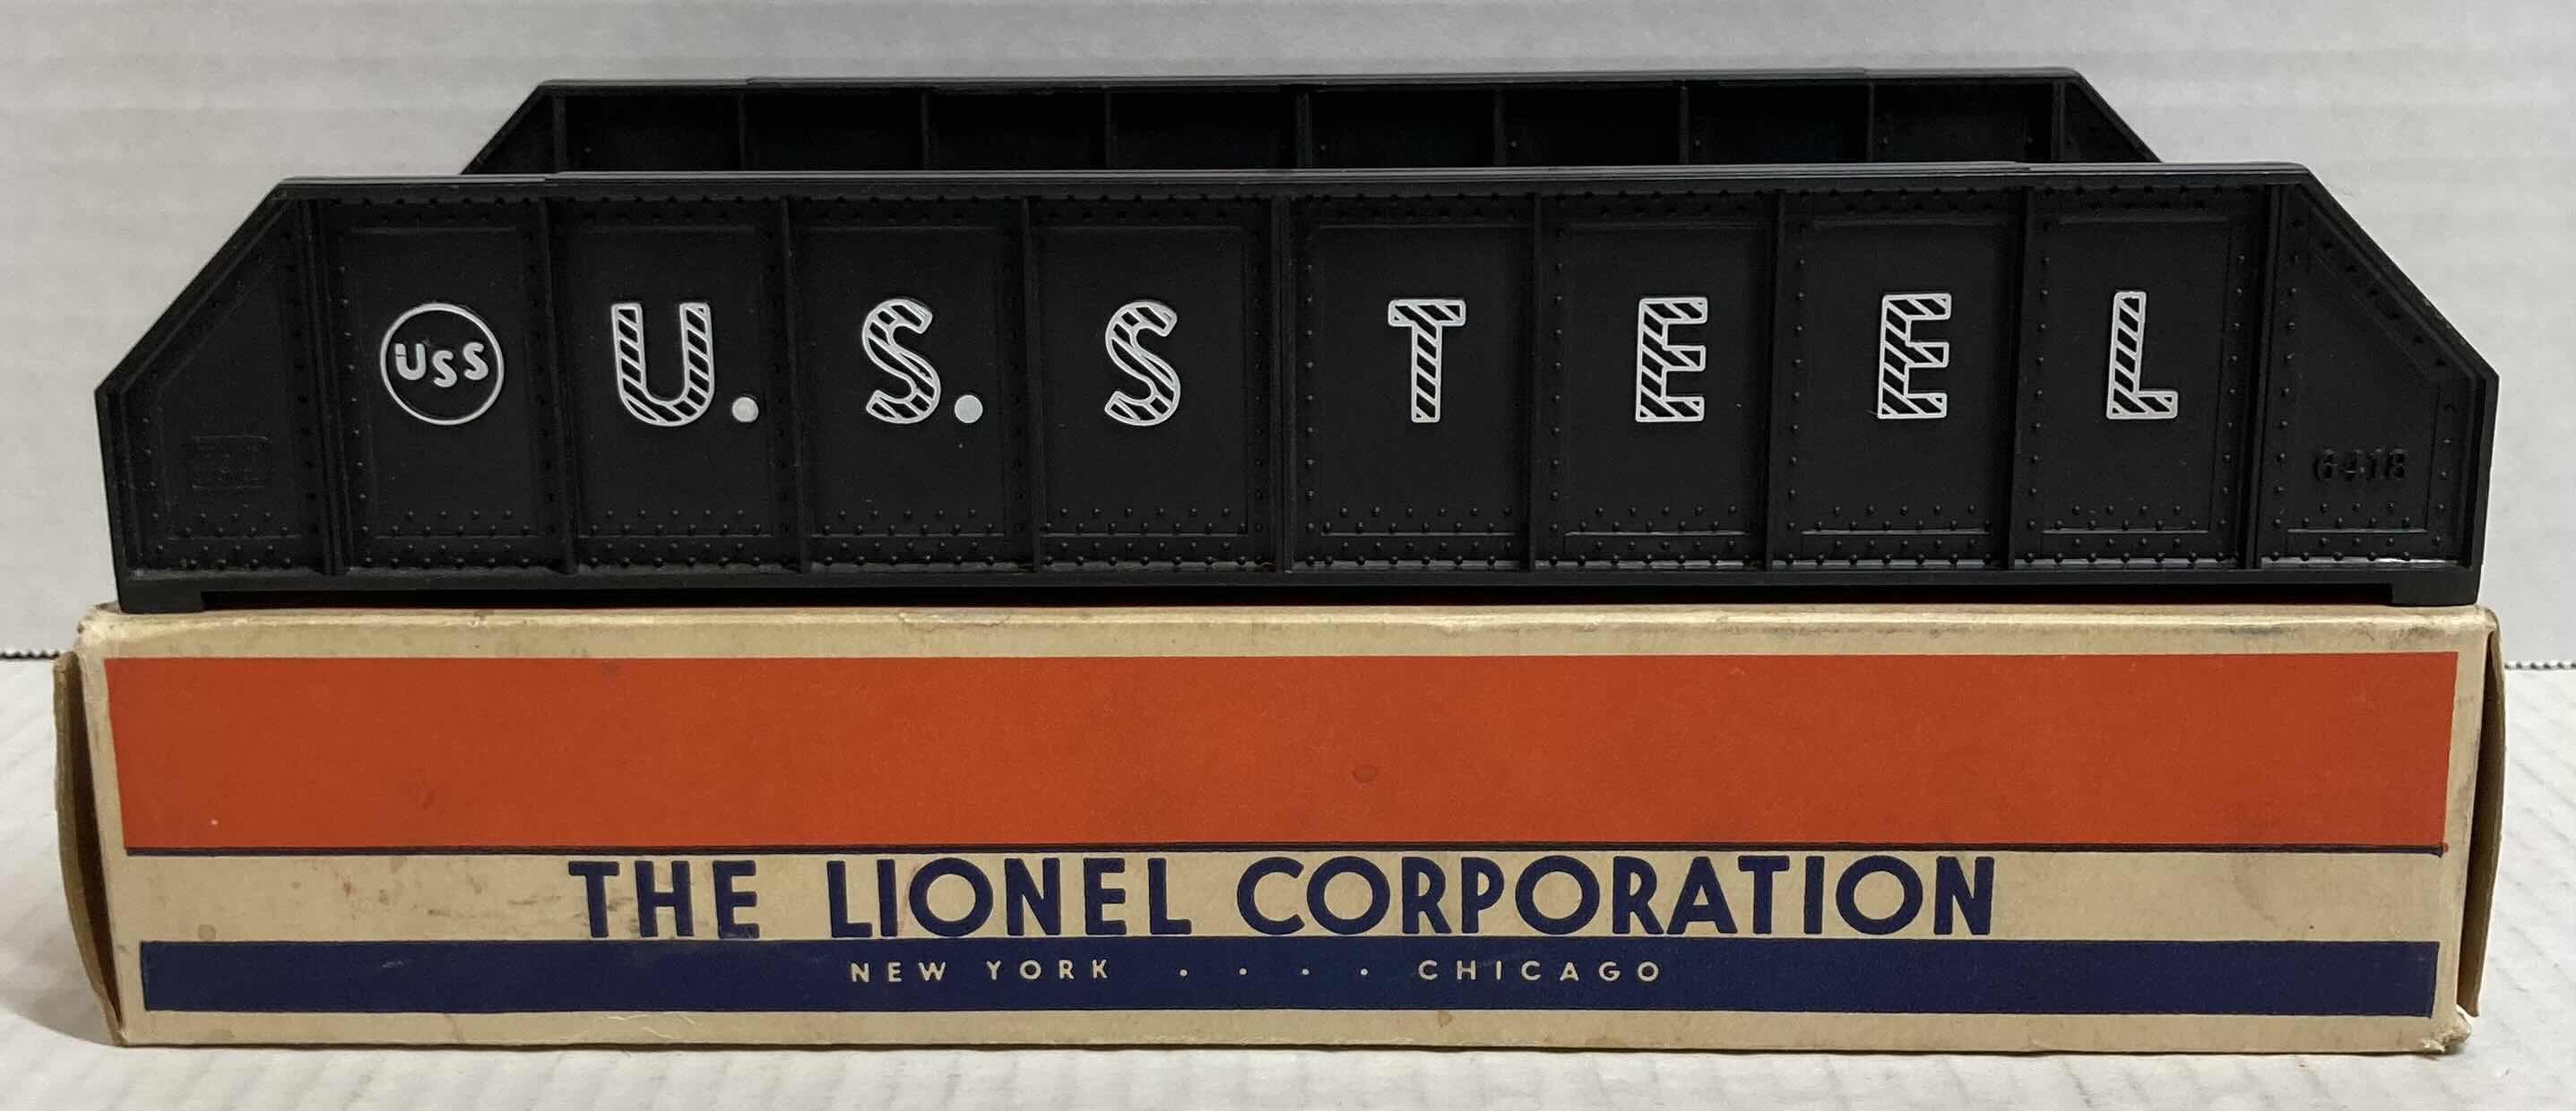 USS U.S. STEEL
6418
THE LIONEL CORPORATION
NEW YORK . . . . CHICAGO